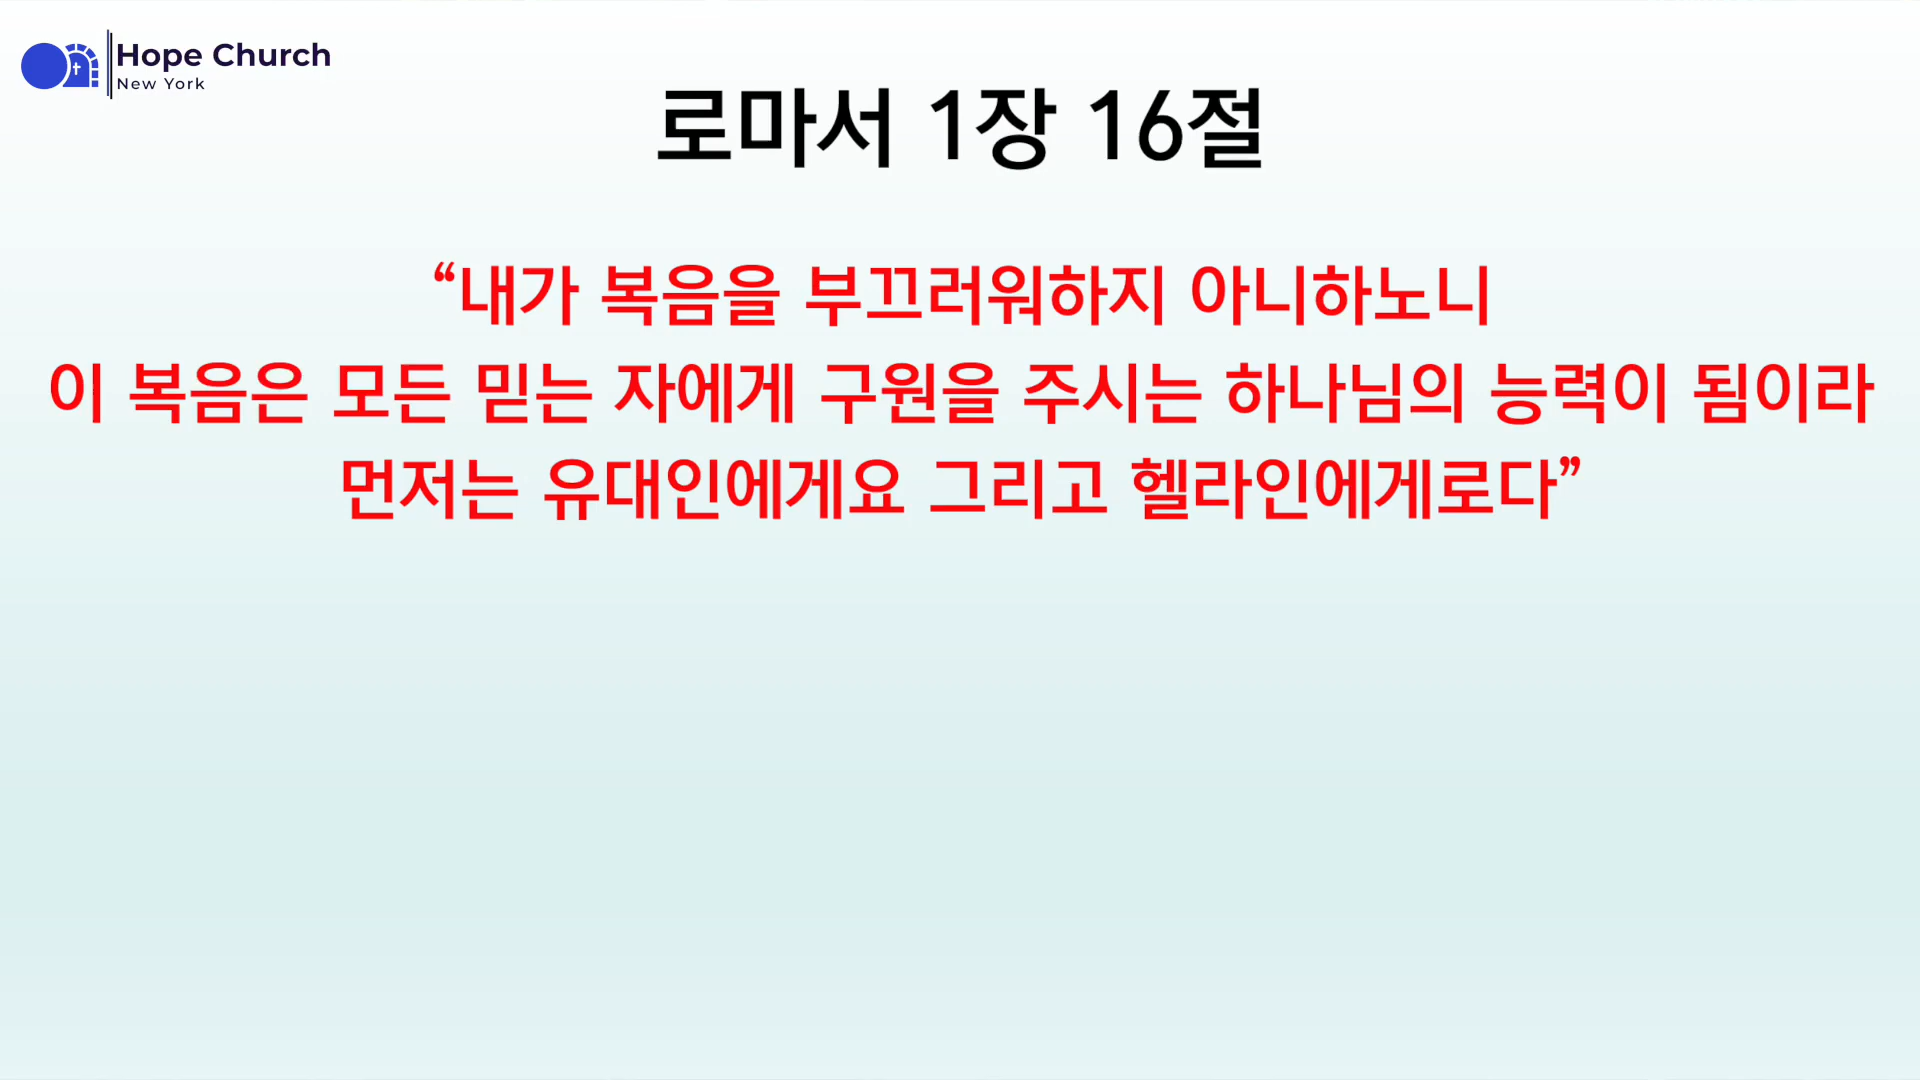 Hope Church
New York
로마서 1장 16절
“내가 복음을 부끄러워하지 아니하노니
이 복음은 모든 믿는 자에게 구원을 주시는 하나님의 능력이 됨이라
먼저는 유대인에게요 그리고 헬라인에게로다”